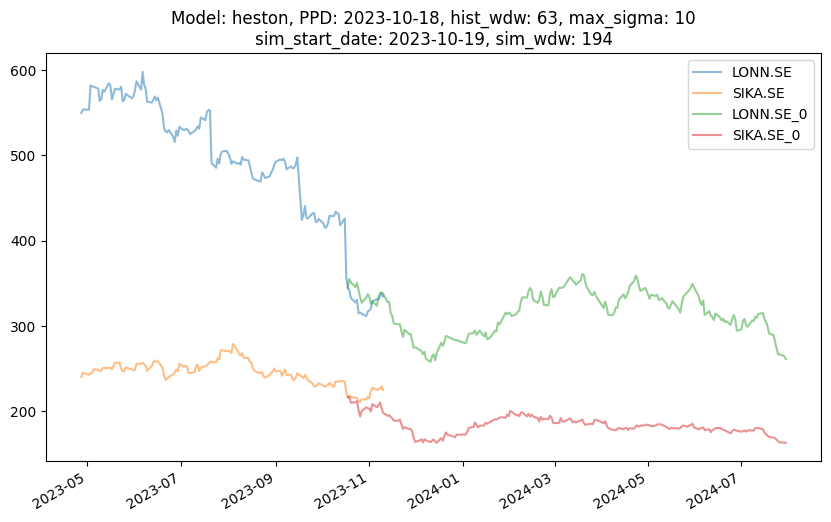 Model: heston, PPD: 2023-10-18, hist_wdw: 63, max_sigma: 10
sim_start_date: 2023-10-19, sim_wdw: 194
LONN.SE
SIKA.SE
LONN.SE_0
SIKA.SE_0
600
500
400
300
200
2023-05
2023-07
2023-09
2023-11
2024-01
2024-03
2024-05
2024-07